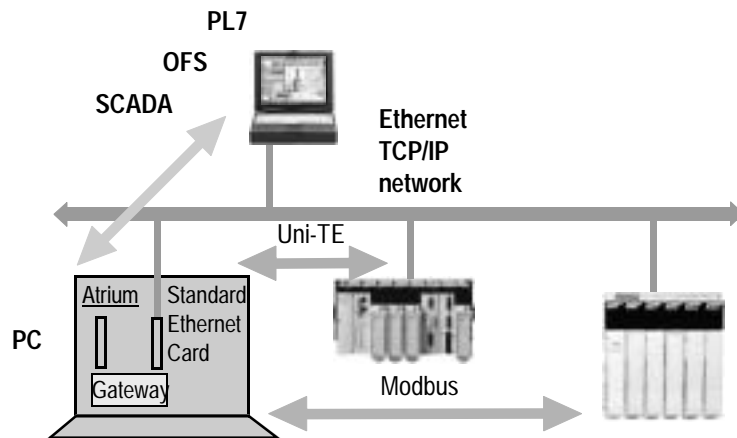 PL7
OFS
SCADA
Ethernet
TCP/IP
network
Uni-TE
Atrium
Standard
Ethernet
Card
PC
Gateway
Modbus